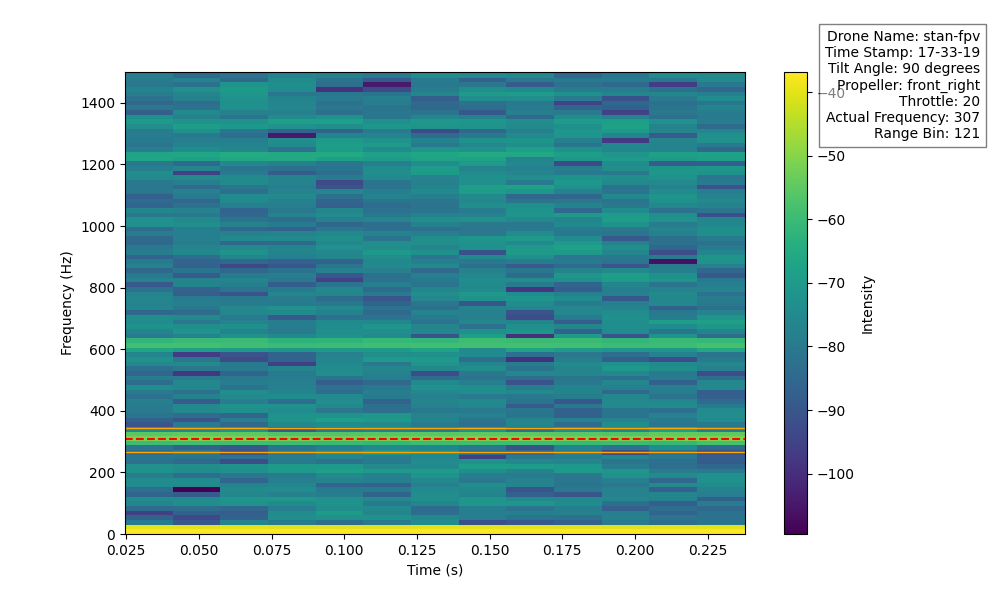 Drone Name: stan-fpv
Time Stamp: 17-33-19
Tilt Angle: 90 degrees
Propeller: front_right
Throttle: 20
Actual Frequency: 307
Range Bin: 121
1400
1200
1000
800
600
400
200
0
Frequency (Hz)
0.025
0.050
0.075
0.100
0.125
0.150
0.175
0.200
0.225
Time (s)
−40
−50
−60
−70
−80
−90
−100
Intensity